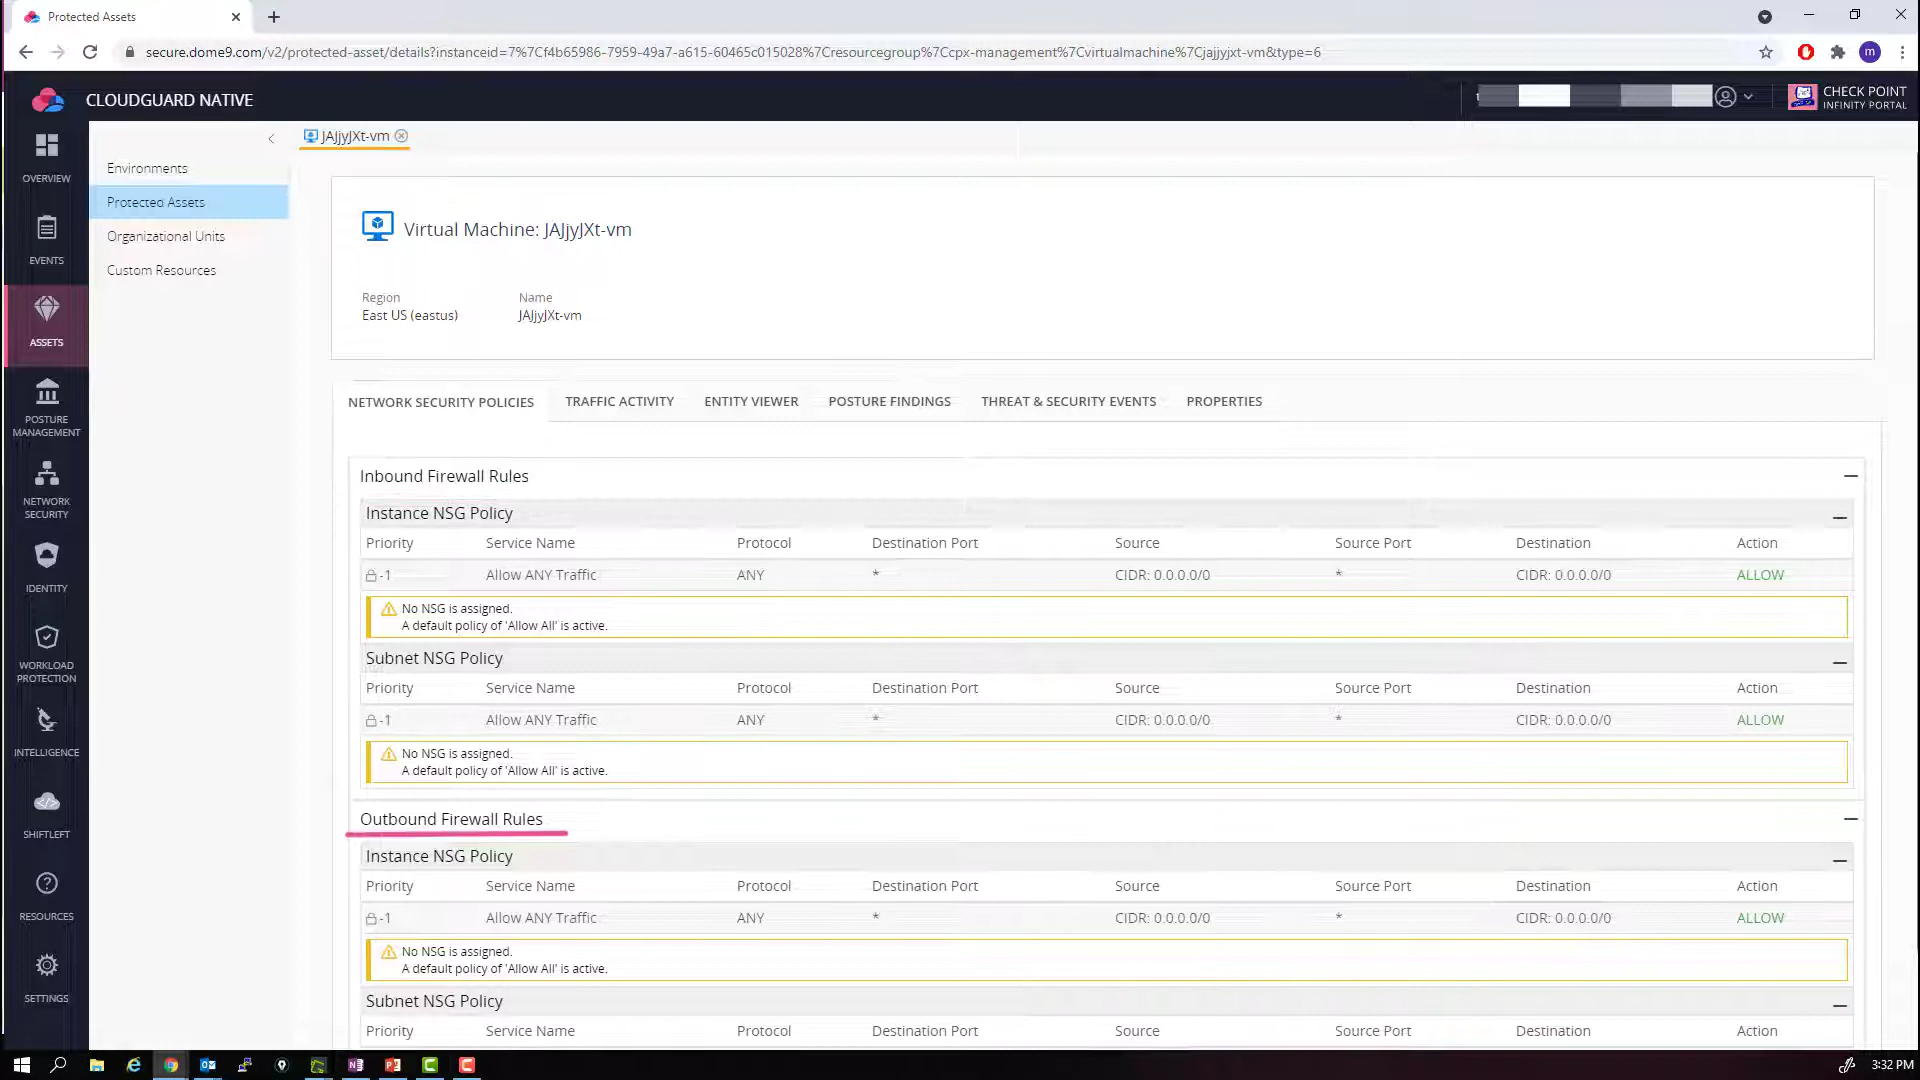 Protected Assets
secure.dome9.com/v2/protected-asset/details?instanceid=7%7Cf4b65986-7959-49a7-a615-60465c015028%7Cresourcegroup%7Ccpx-management%7Cvirtualmachine%7Cjajjyjxt-vm&type=6
m
CLOUDGUARD NATIVE
CHECK POINT
INFINITY PORTAL
OVERVIEW
EVENTS
ASSETS
POSTURE
MANAGEMENT
NETWORK
SECURITY
IDENTITY
WORKLOAD
PROTECTION
INTELLIGENCE
SHIFTLEFT
RESOURCES
SETTINGS
Environments
Protected Assets
Organizational Units
Custom Resources
JAJjyJXt-vm
Virtual Machine: JAJjyJXt-vm
Region Name
East US (eastus) JAJjyJXt-vm
NETWORK SECURITY POLICIES TRAFFIC ACTIVITY ENTITY VIEWER POSTURE FINDINGS THREAT & SECURITY EVENTS PROPERTIES
Inbound Firewall Rules
Instance NSG Policy
Priority Service Name Protocol Destination Port Source Source Port Destination Action
-1 Allow ANY Traffic ANY * CIDR: 0.0.0.0/0 * CIDR: 0.0.0.0/0 ALLOW
No NSG is assigned.
A default policy of 'Allow All' is active.
Subnet NSG Policy
Priority Service Name Protocol Destination Port Source Source Port Destination Action
-1 Allow ANY Traffic ANY * CIDR: 0.0.0.0/0 * CIDR: 0.0.0.0/0 ALLOW
No NSG is assigned.
A default policy of 'Allow All' is active.
Outbound Firewall Rules
Instance NSG Policy
Priority Service Name Protocol Destination Port Source Source Port Destination Action
-1 Allow ANY Traffic ANY * CIDR: 0.0.0.0/0 * CIDR: 0.0.0.0/0 ALLOW
No NSG is assigned.
A default policy of 'Allow All' is active.
Subnet NSG Policy
Priority Service Name Protocol Destination Port Source Source Port Destination Action
3:32 PM